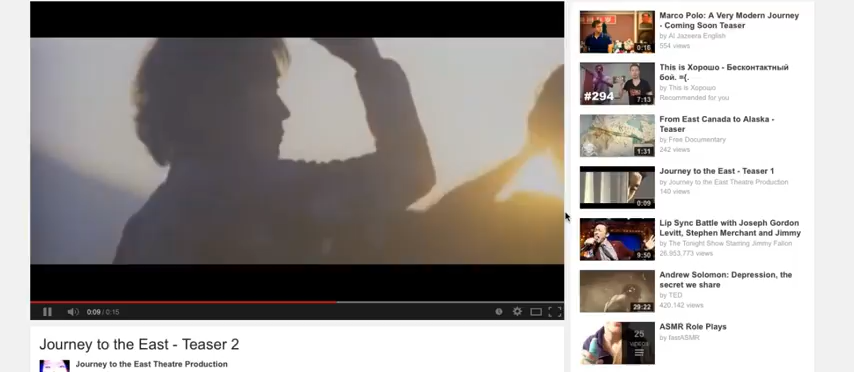 0:09 / 0:15
Journey to the East - Teaser 2
Journey to the East Theatre Production
Marco Polo: A Very Modern Journey
- Coming Soon Teaser
by Al Jazeera English
554 views
0:16
This is Хорошо - Бесконтактный
бой. =(.
by This is Хорошо
Recommended for you
#294
7:13
From East Canada to Alaska -
Teaser
by Free Documentary
242 views
1:31
Journey to the East - Teaser 1
by Journey to the East Theatre Production
140 views
0:09
Lip Sync Battle with Joseph Gordon
Levitt, Stephen Merchant and Jimmy
by The Tonight Show Starring Jimmy Fallon
26,953,773 views
9:50
Andrew Solomon: Depression, the
secret we share
by TED
420,142 views
29:22
ASMR Role Plays
by fastASMR
25
VIDEOS